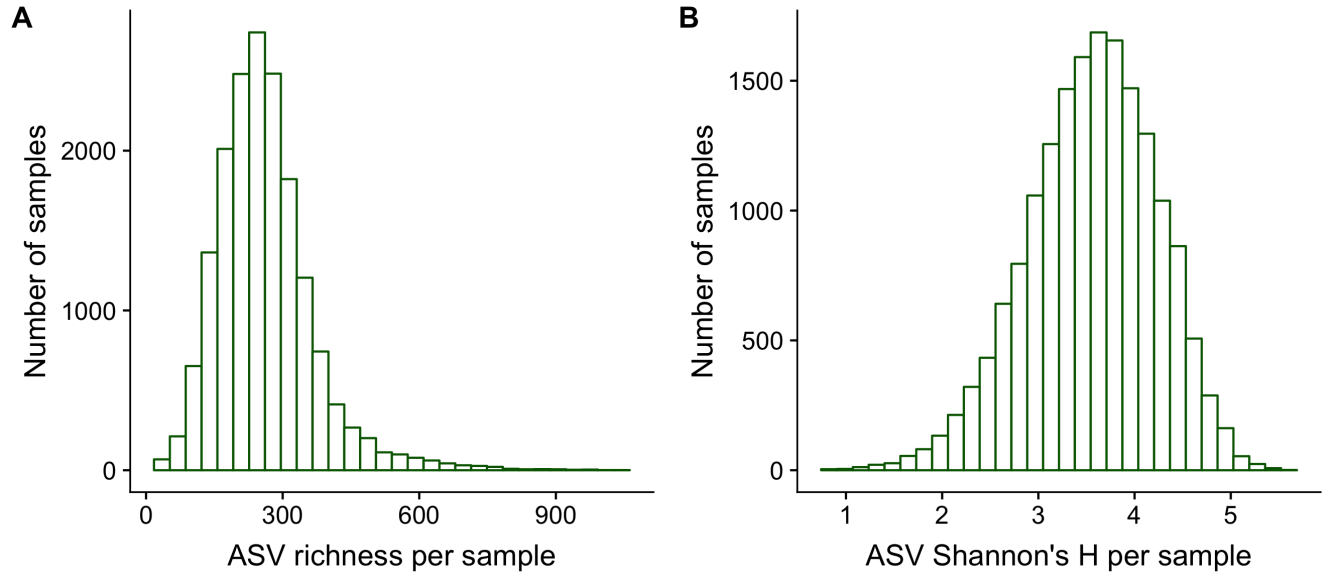 A
Number of samples
2000
1000
0
0 300 600 900
ASV richness per sample
B
Number of samples
1500
1000
500
0
1 2 3 4 5
ASV Shannon's H per sample